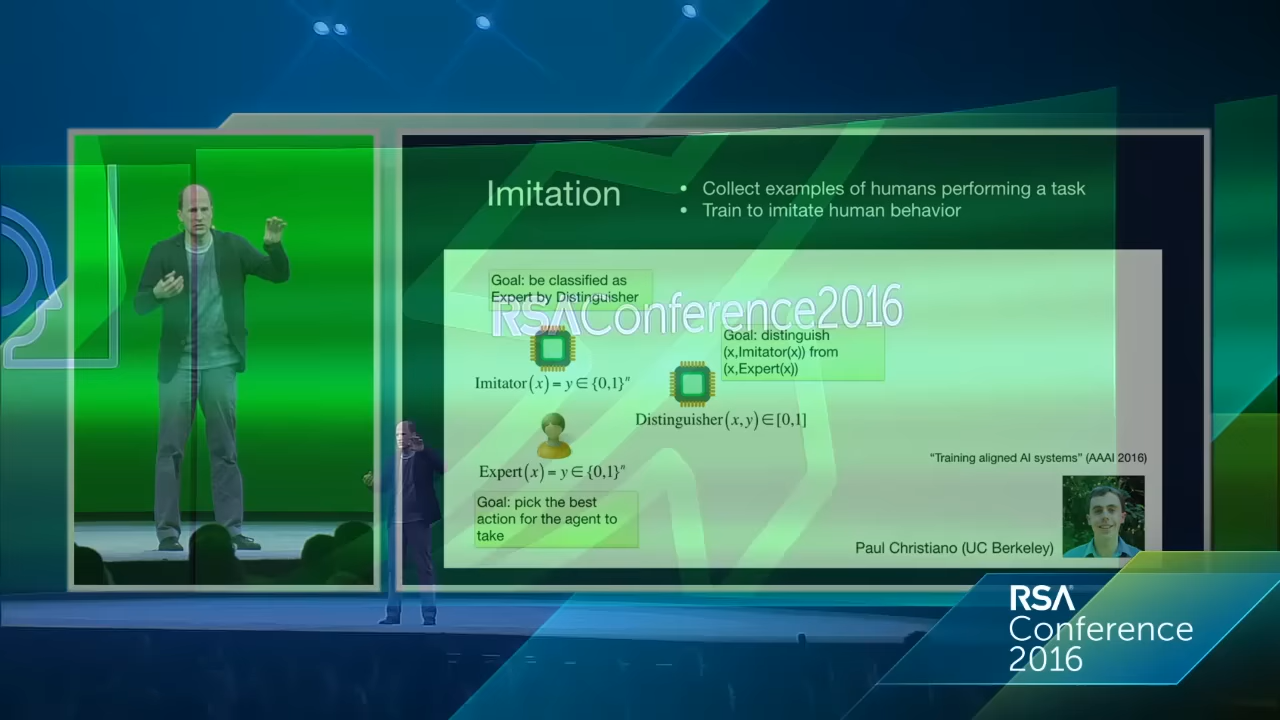 Imitation
• Collect examples of humans performing a task
• Train to imitate human behavior
Goal: be classified as
Expert by Distinguisher
RSAConference2016
Goal: distinguish
(x,Imitator(x)) from
(x,Expert(x))
Imitator(x) = y ∈ {0,1}ⁿ
Distinguisher(x, y) ∈ [0,1]
Expert(x) = y ∈ {0,1}ⁿ
Goal: pick the best
action for the agent to
take
“Training aligned AI systems” (AAAI 2016)
Paul Christiano (UC Berkeley)
RSA
Conference
2016